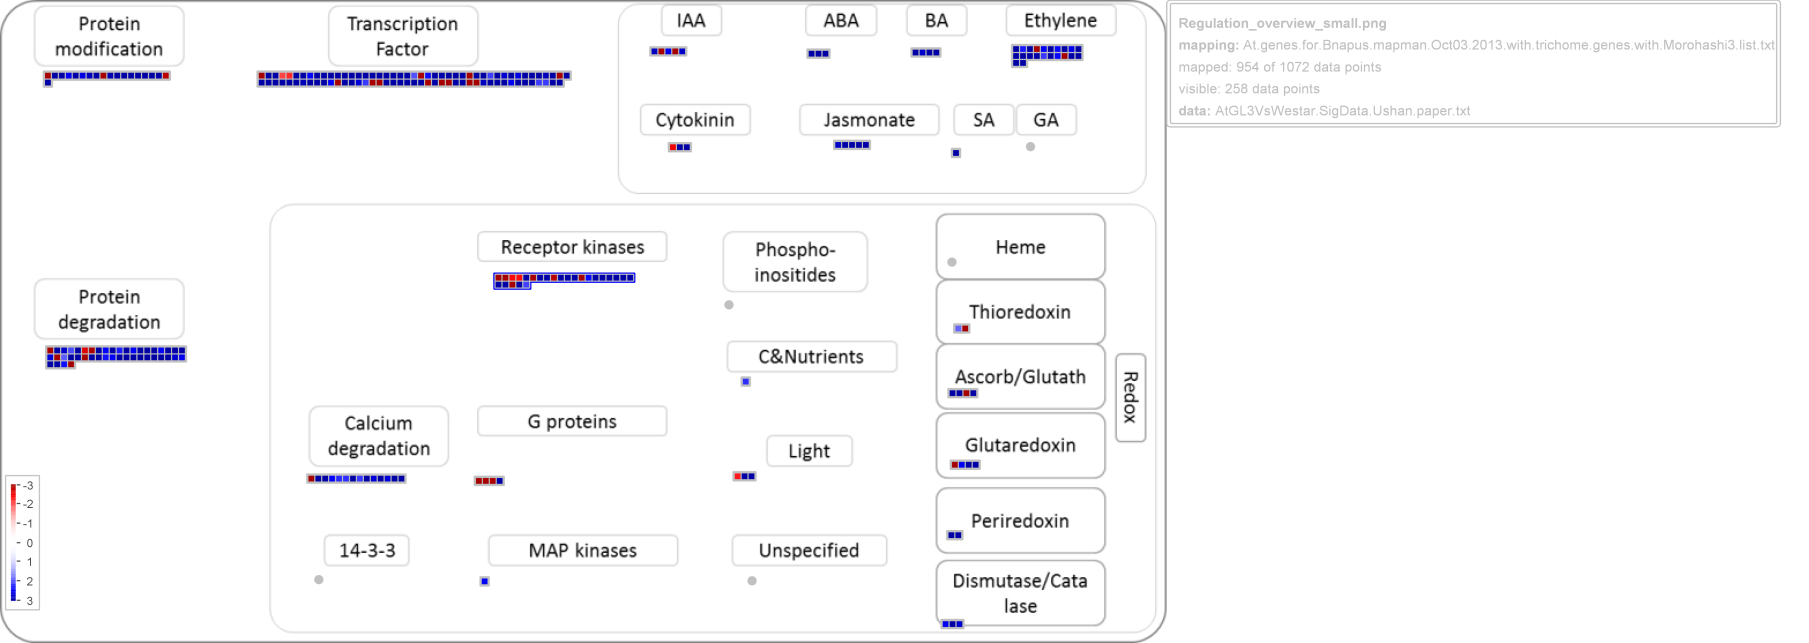 Protein
modification
Transcription
Factor
IAA
ABA
BA
Ethylene
Cytokinin
Jasmonate
SA
GA
Regulation_overview_small.png
mapping: At.genes.for.Bnapus.mapman.Oct03.2013.with.trichome.genes.with.Morohashi3.list.txt
mapped: 954 of 1072 data points
visible: 258 data points
data: AtGL3VsWestar.SigData.Ushan.paper.txt
Protein
degradation
Receptor kinases
Phospho-
inositides
C&Nutrients
Calcium
degradation
G proteins
Light
14-3-3
MAP kinases
Unspecified
Heme
Thioredoxin
Ascorb/Glutath
Glutaredoxin
Periredoxin
Dismutase/Cata
lase
Redox
-3
-2
-1
0
1
2
3